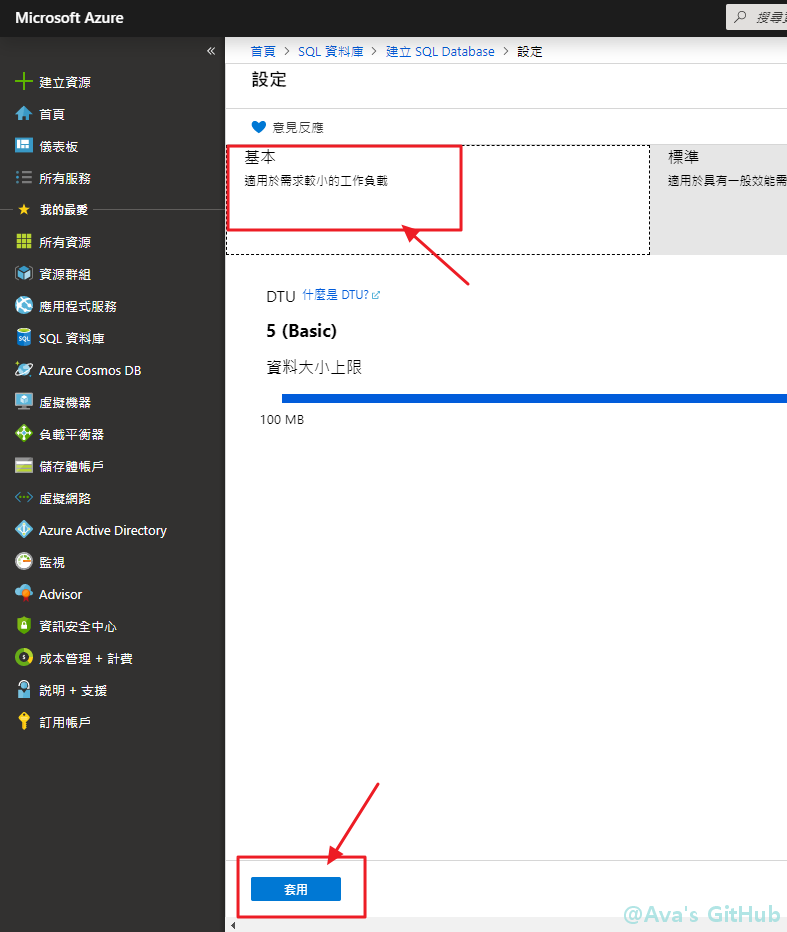 Microsoft Azure
搜尋
«
首頁 > SQL 資料庫 > 建立 SQL Database > 設定
設定
建立資源
首頁
儀表板
所有服務
我的最愛
所有資源
資源群組
應用程式服務
SQL 資料庫
Azure Cosmos DB
虛擬機器
負載平衡器
儲存體帳戶
虛擬網路
Azure Active Directory
監視
Advisor
資訊安全中心
成本管理 + 計費
說明 + 支援
訂用帳戶
意見反應
基本
適用於需求較小的工作負載
標準
適用於具有一般效能需
DTU 什麼是 DTU?
5 (Basic)
資料大小上限
100 MB
套用
@Ava's GitHub